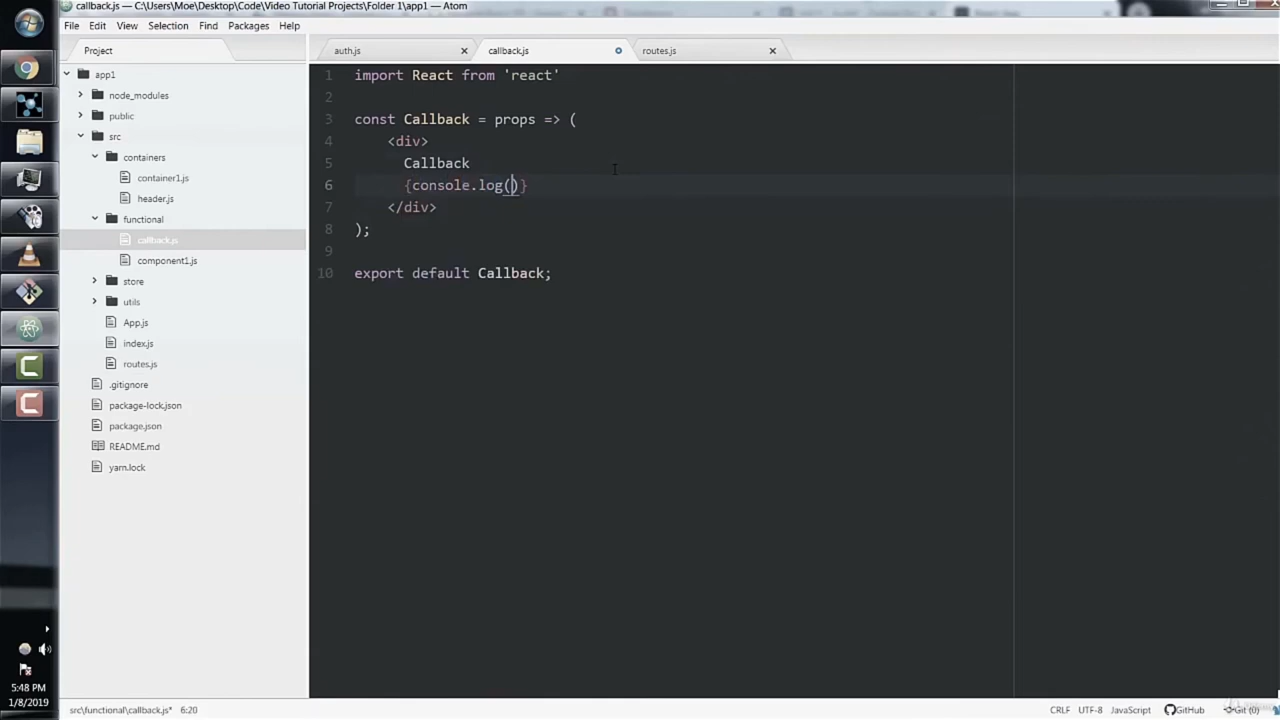 callback.js — C:\Users\Moe\Desktop\Code\Video Tutorial Projects\Folder 1\app1 — Atom
File Edit View Selection Find Packages Help
Project
auth.js
callback.js
routes.js
app1
node_modules
public
src
containers
container1.js
header.js
functional
callback.js
component1.js
store
utils
App.js
index.js
routes.js
.gitignore
package-lock.json
package.json
README.md
yarn.lock
1 import React from 'react'
2
3 const Callback = props => (
4 <div>
5 Callback
6 {console.log()}
7 </div>
8 );
9
10 export default Callback;
5:48 PM
1/8/2019
src\functional\callback.js* 6:20
CRLF UTF-8 JavaScript GitHub Git (0)